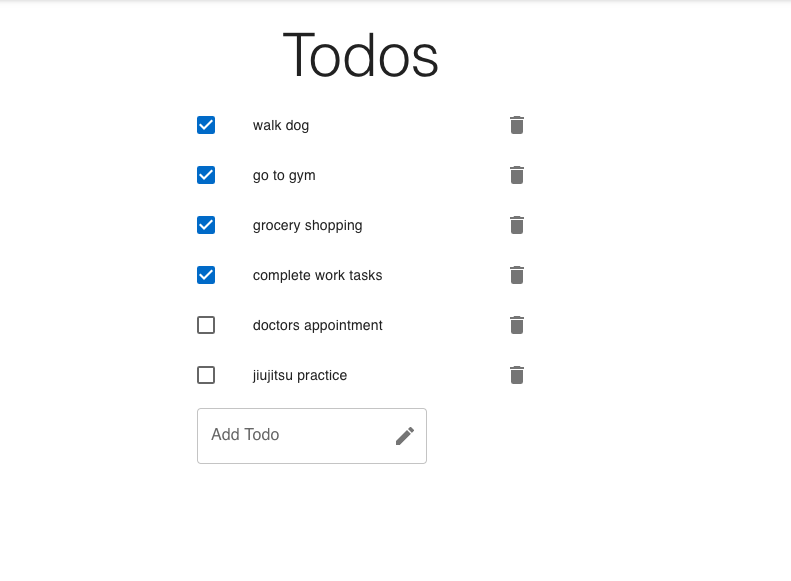 Todos
walk dog
go to gym
grocery shopping
complete work tasks
doctors appointment
jiujitsu practice
Add Todo